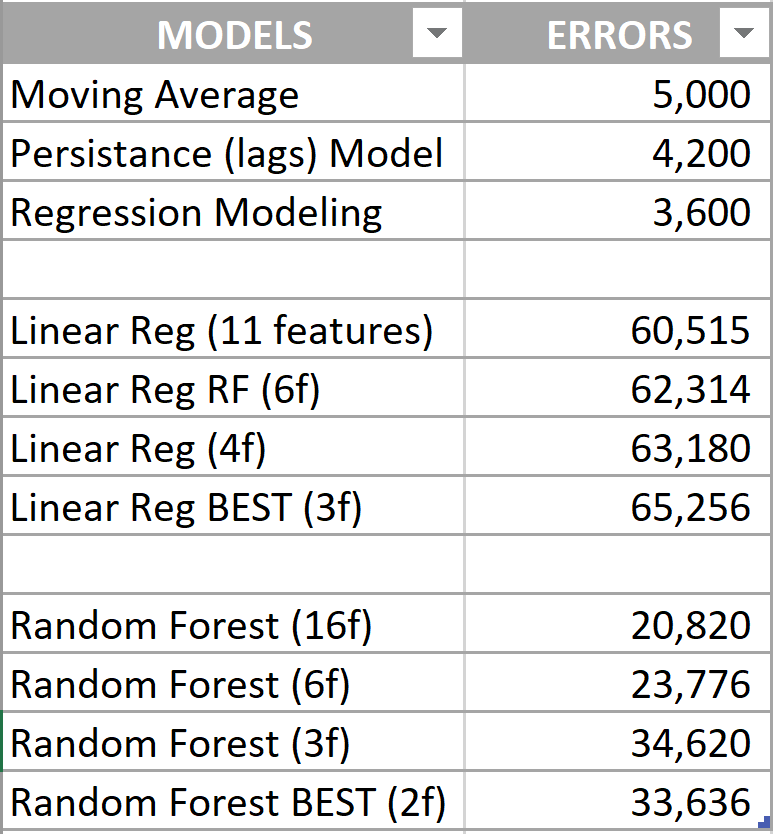 MODELS ERRORS
Moving Average 5,000
Persistance (lags) Model 4,200
Regression Modeling 3,600
Linear Reg (11 features) 60,515
Linear Reg RF (6f) 62,314
Linear Reg (4f) 63,180
Linear Reg BEST (3f) 65,256
Random Forest (16f) 20,820
Random Forest (6f) 23,776
Random Forest (3f) 34,620
Random Forest BEST (2f) 33,636